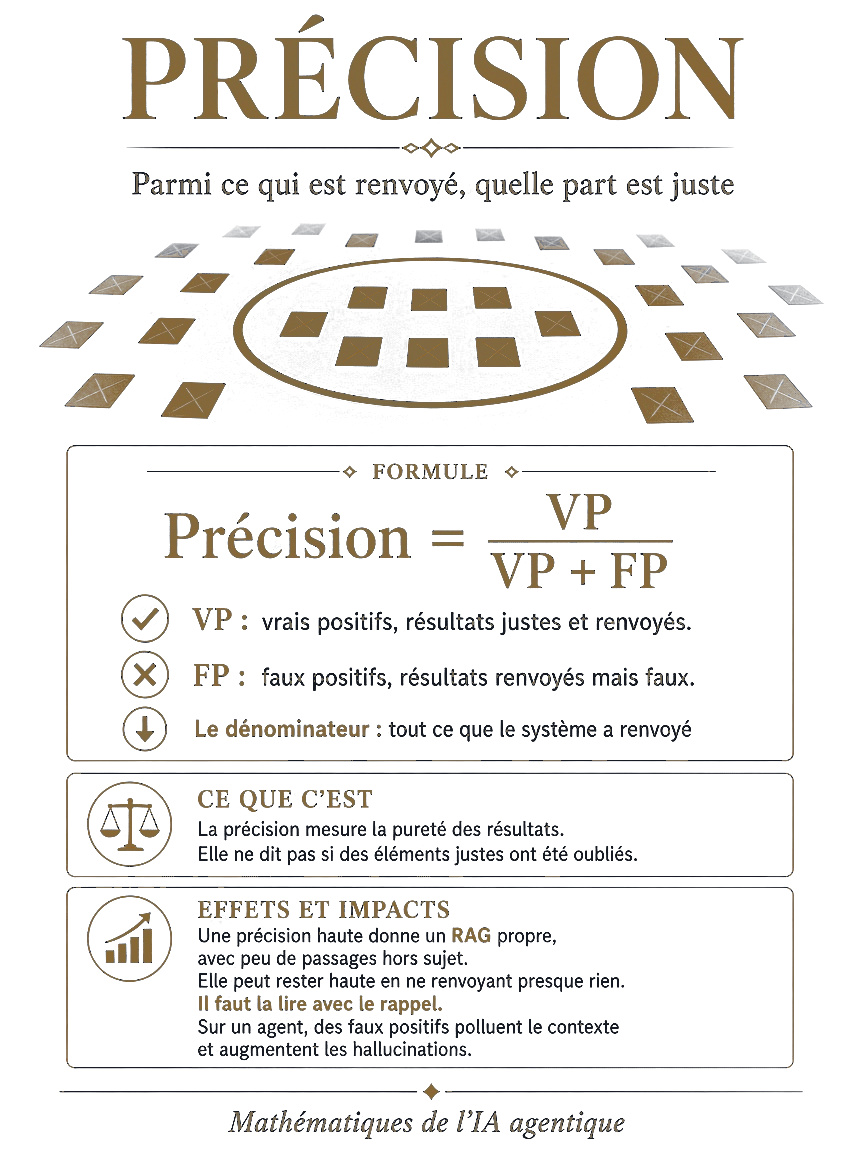 PRÉCISION
Parmi ce qui est renvoyé, quelle part est juste
FORMULE
Précision = VP / VP + FP
VP : vrais positifs, résultats justes et renvoyés.
FP : faux positifs, résultats renvoyés mais faux.
Le dénominateur : tout ce que le système a renvoyé
CE QUE C’EST
La précision mesure la pureté des résultats.
Elle ne dit pas si des éléments justes ont été oubliés.
EFFETS ET IMPACTS
Une précision haute donne un RAG propre,
avec peu de passages hors sujet.
Elle peut rester haute en ne renvoyant presque rien.
Il faut la lire avec le rappel.
Sur un agent, des faux positifs polluent le contexte
et augmentent les hallucinations.
Mathématiques de l’IA agentique